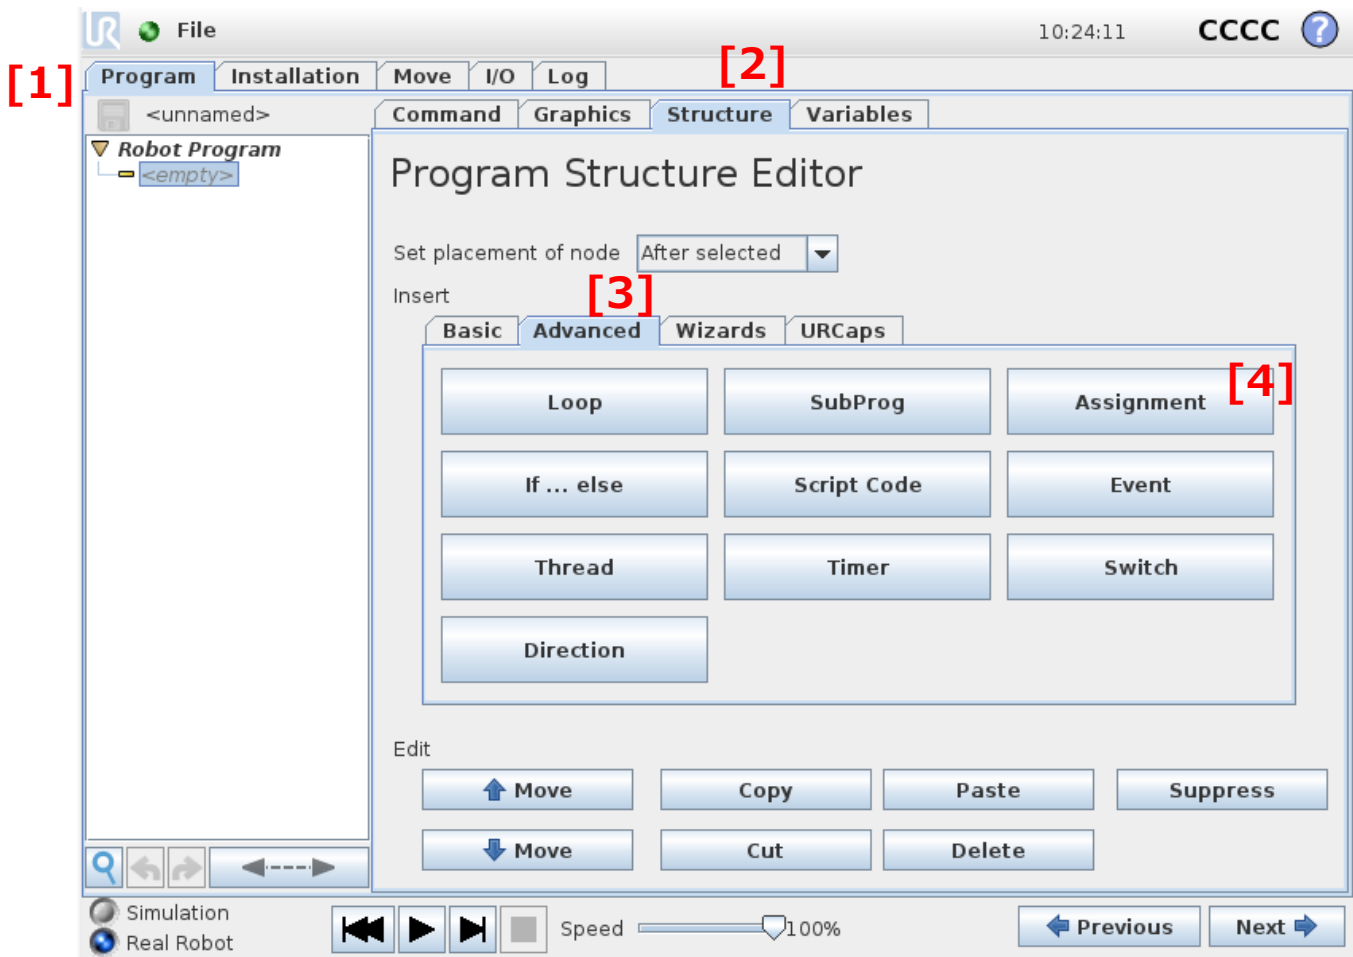 UR File 10:24:11 CCCC ?
[1] Program Installation Move I/O Log [2]
<unnamed> Command Graphics Structure Variables
Robot Program
<empty>
Program Structure Editor
Set placement of node After selected
Insert [3]
Basic Advanced Wizards URCaps
Loop SubProg Assignment [4]
If ... else Script Code Event
Thread Timer Switch
Direction
Edit
Move Copy Paste Suppress
Move Cut Delete
Simulation
Real Robot
Speed 100% Previous Next